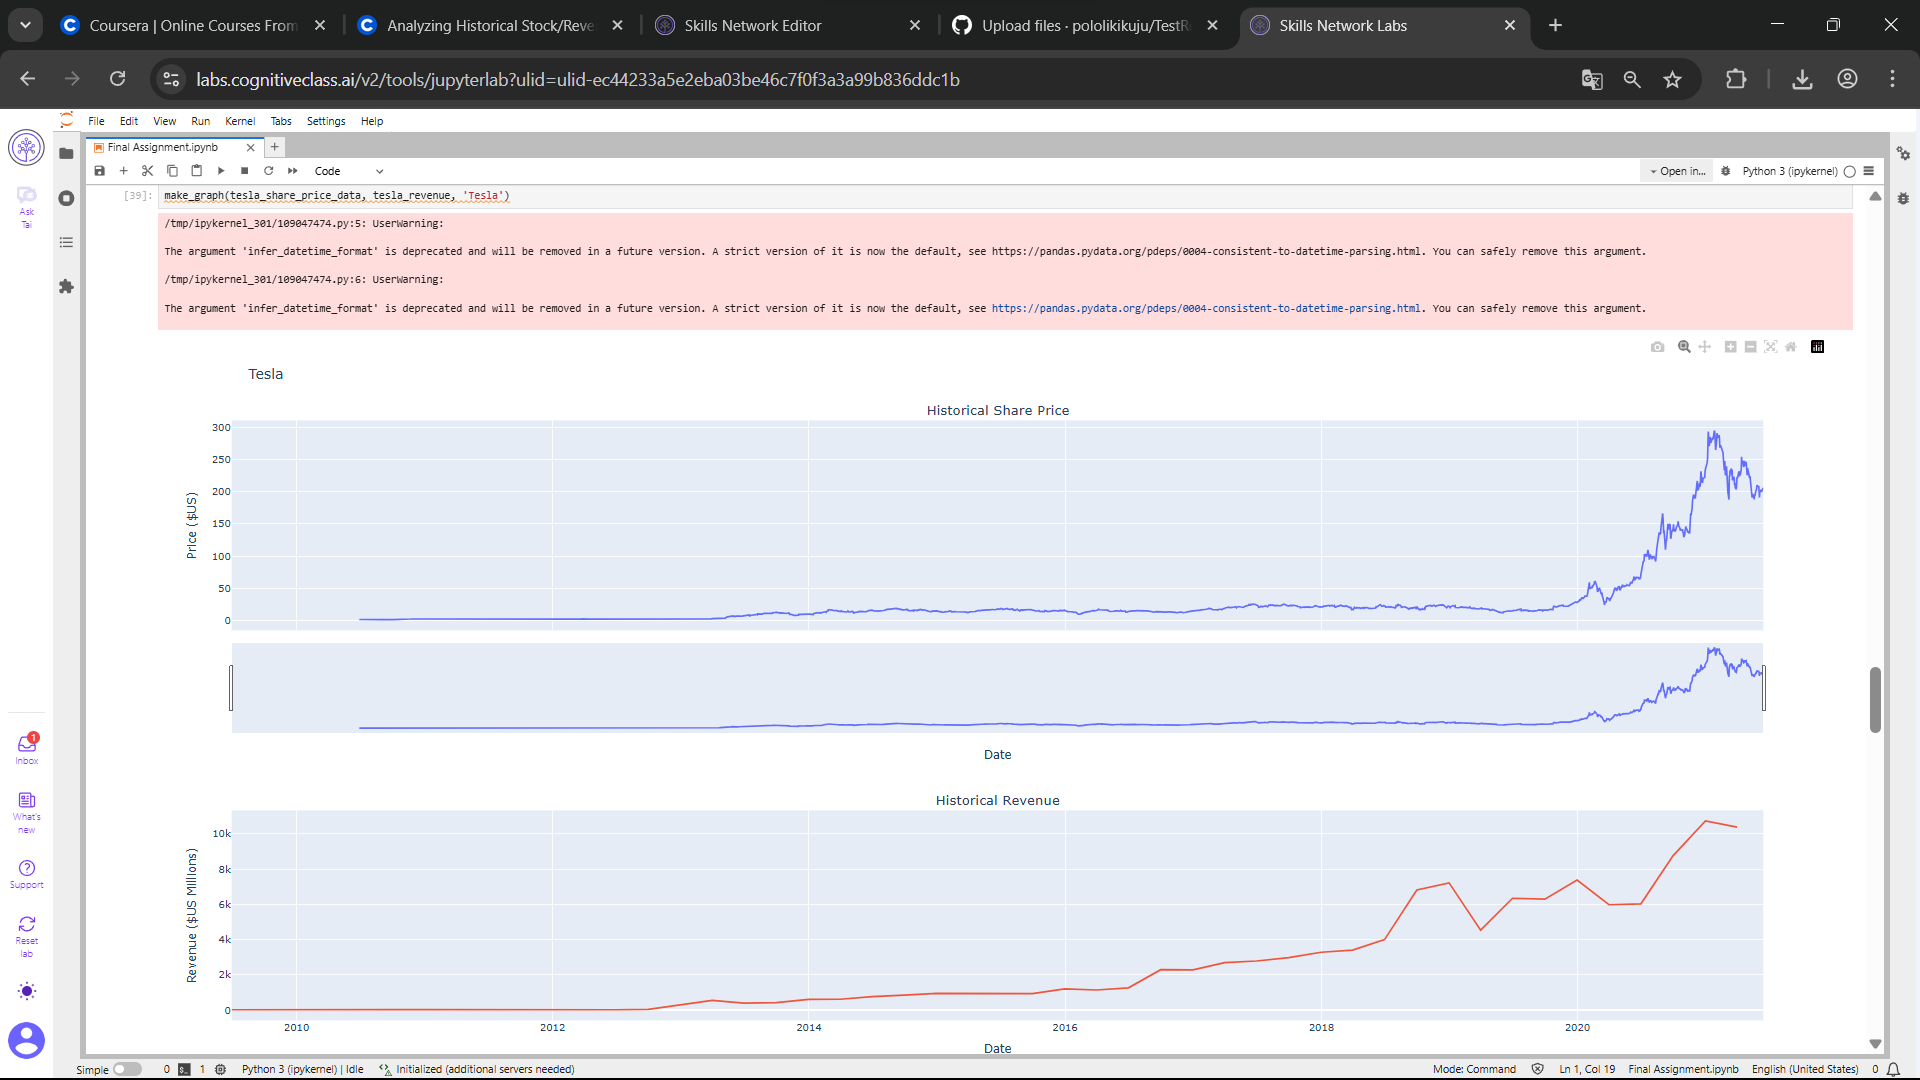 Coursera | Online Courses From
Analyzing Historical Stock/Reve
Skills Network Editor
Upload files · pololikikuju/TestR
Skills Network Labs
labs.cognitiveclass.ai/v2/tools/jupyterlab?ulid=ulid-ec44233a5e2eba03be46c7f0f3a3a99b836ddc1b
File Edit View Run Kernel Tabs Settings Help
Final Assignment.ipynb
Code
Open in...
Python 3 (ipykernel)
Ask
Tai
[39]: make_graph(tesla_share_price_data, tesla_revenue, 'Tesla')
/tmp/ipykernel_301/109047474.py:5: UserWarning:
The argument 'infer_datetime_format' is deprecated and will be removed in a future version. A strict version of it is now the default, see https://pandas.pydata.org/pdeps/0004-consistent-to-datetime-parsing.html. You can safely remove this argument.
/tmp/ipykernel_301/109047474.py:6: UserWarning:
The argument 'infer_datetime_format' is deprecated and will be removed in a future version. A strict version of it is now the default, see https://pandas.pydata.org/pdeps/0004-consistent-to-datetime-parsing.html. You can safely remove this argument.
Tesla
Historical Share Price
300
250
200
150
100
50
0
Price ($US)
Date
Historical Revenue
10k
8k
6k
4k
2k
0
Revenue ($US Millions)
2010 2012 2014 2016 2018 2020
Date
1
Inbox
What's
new
Support
Reset
lab
Simple 0 1 Python 3 (ipykernel) | Idle Initialized (additional servers needed)
Mode: Command Ln 1, Col 19 Final Assignment.ipynb English (United States) 0